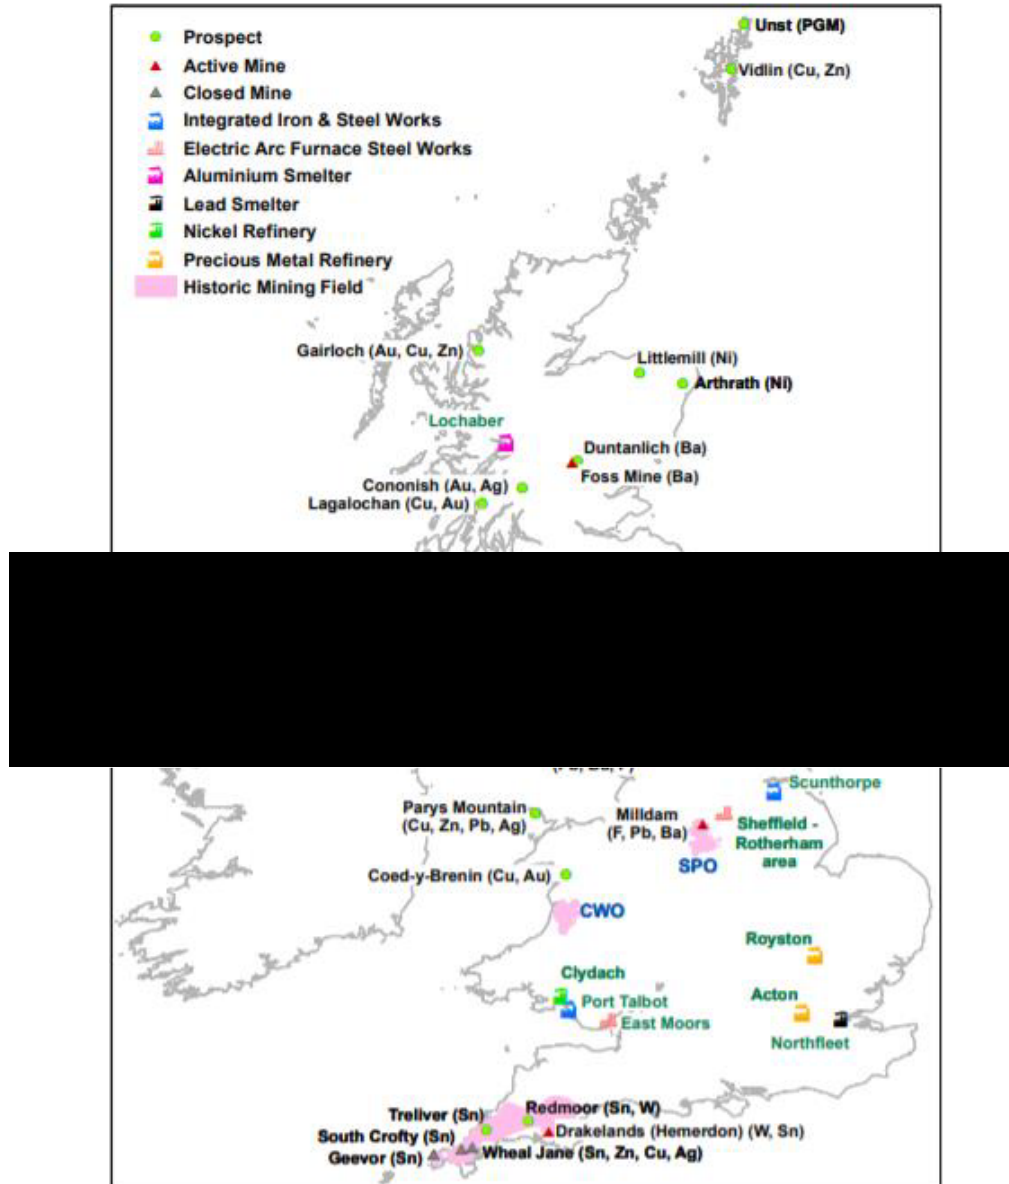 Prospect
Active Mine
Closed Mine
Integrated Iron & Steel Works
Electric Arc Furnace Steel Works
Aluminium Smelter
Lead Smelter
Nickel Refinery
Precious Metal Refinery
Historic Mining Field
Unst (PGM)
Vidlin (Cu, Zn)
Gairloch (Au, Cu, Zn)
Littlemill (Ni)
Arthrath (Ni)
Lochaber
Duntanlich (Ba)
Foss Mine (Ba)
Cononish (Au, Ag)
Lagalochan (Cu, Au)
Scunthorpe
Parys Mountain
(Cu, Zn, Pb, Ag)
Milldam
(F, Pb, Ba)
Sheffield -
Rotherham
area
SPO
Coed-y-Brenin (Cu, Au)
CWO
Royston
Clydach
Port Talbot
East Moors
Acton
Northfleet
Treliver (Sn)
Redmoor (Sn, W)
South Crofty (Sn)
Drakelands (Hemerdon) (W, Sn)
Geevor (Sn)
Wheal Jane (Sn, Zn, Cu, Ag)